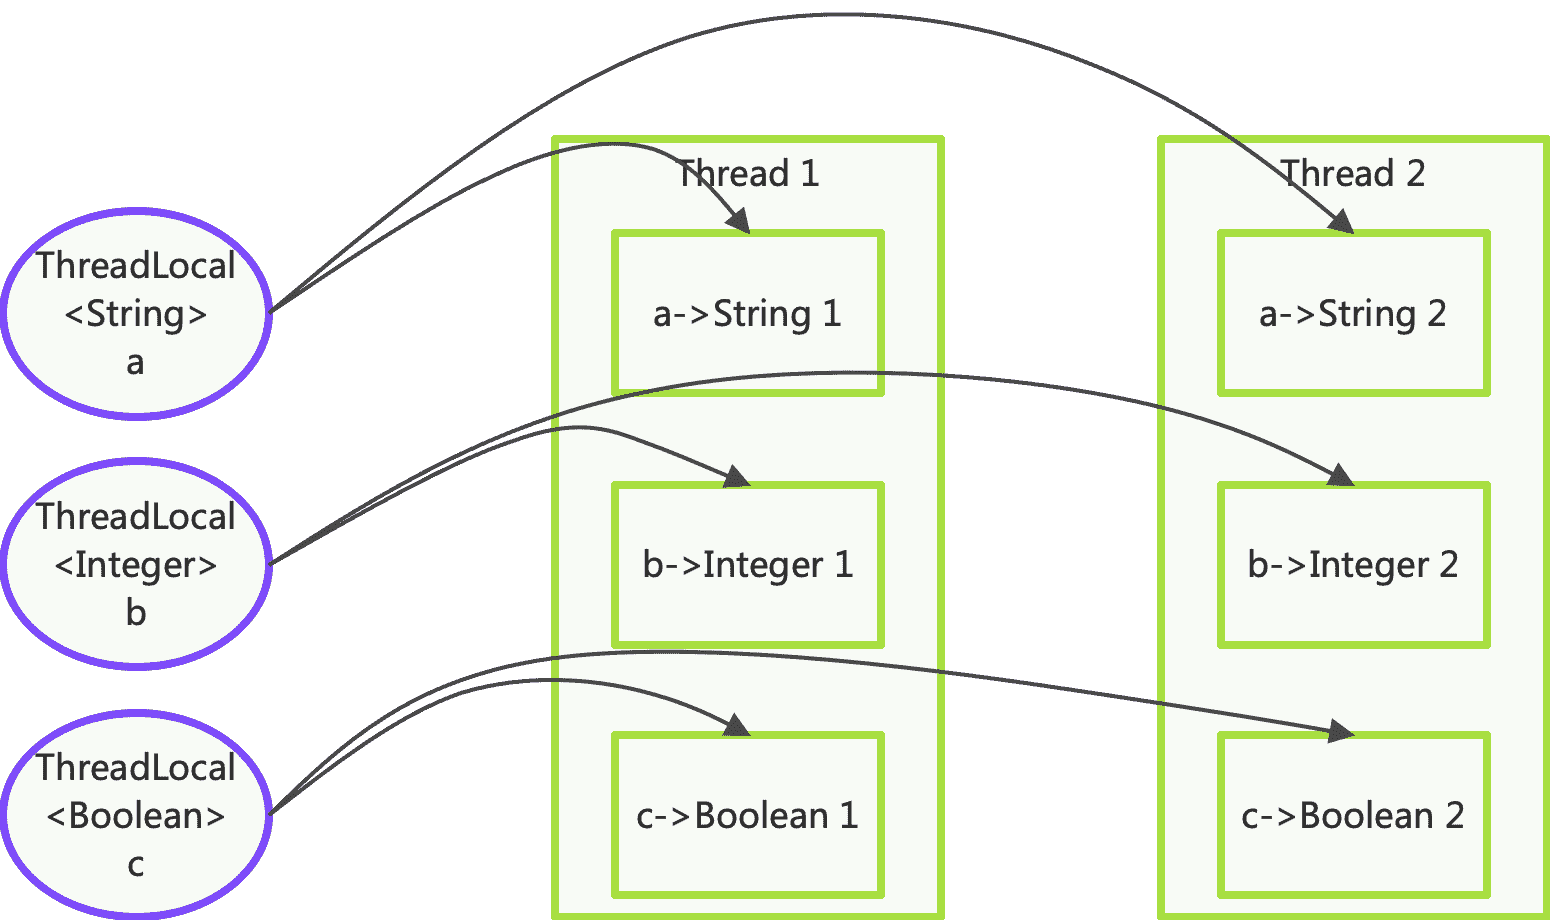 Thread 1
Thread 2
ThreadLocal
<String>
a
a->String 1
a->String 2
ThreadLocal
<Integer>
b
b->Integer 1
b->Integer 2
ThreadLocal
<Boolean>
c
c->Boolean 1
c->Boolean 2